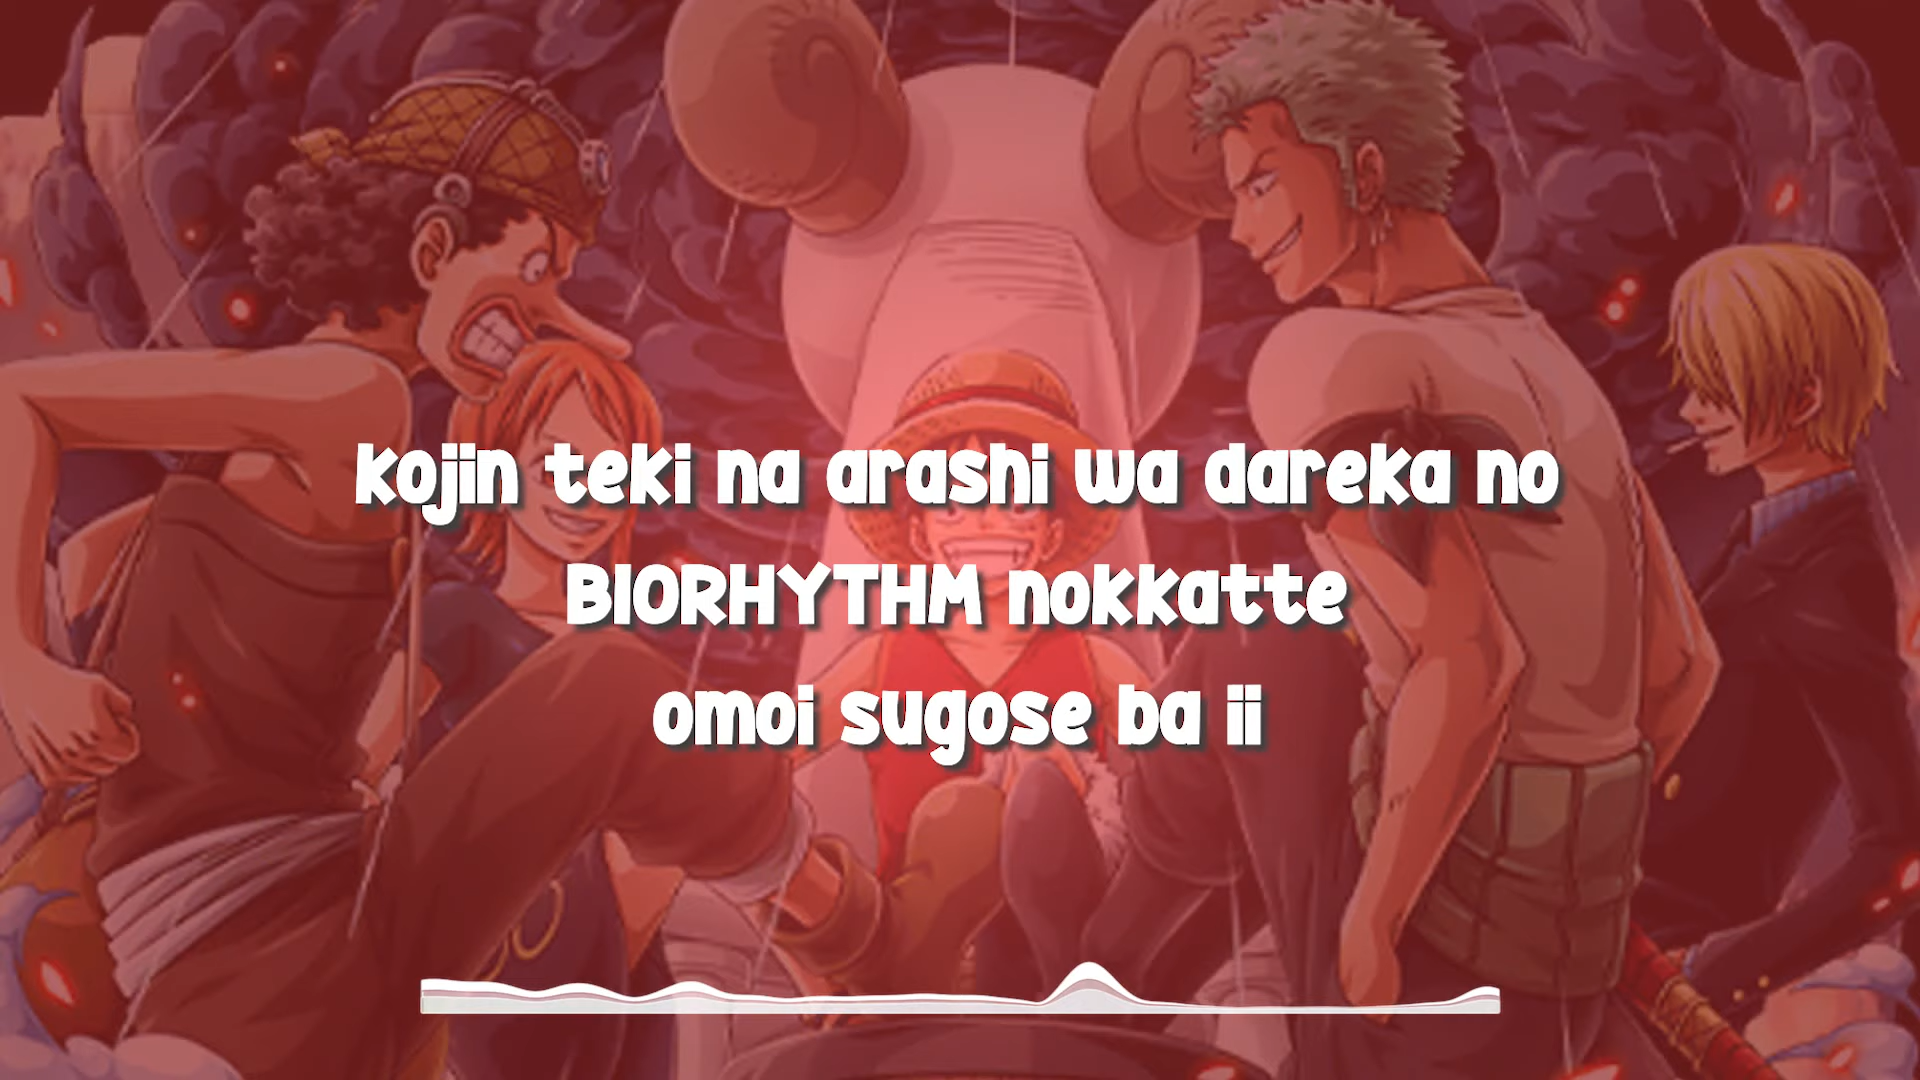 kojin teki na arashi wa dareka no
BIORHYTHM nokkatte
omoi sugose ba ii